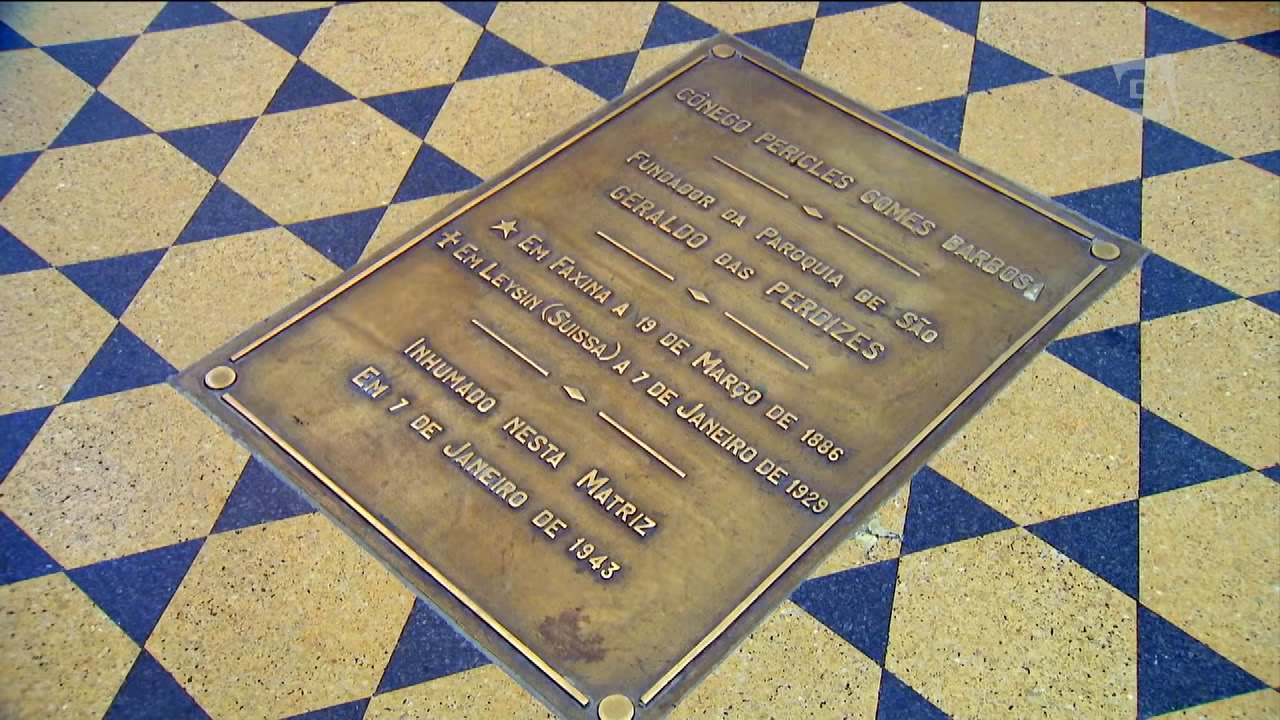 CÔNEGO PERICLES GOMES BARBOSA
FUNDADOR DA PAROQUIA DE SÃO
GERALDO DAS PERDIZES
★ EM FAXINA A 19 DE MARÇO DE 1886
✝ EM LEYSIN (SUISSA) A 7 DE JANEIRO DE 1929
INHUMADO NESTA MATRIZ
EM 7 DE JANEIRO DE 1943